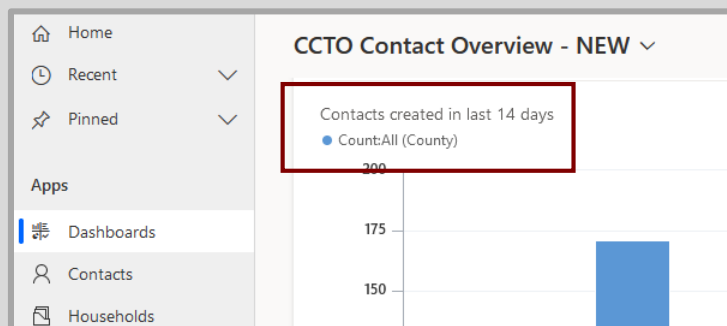 Home
Recent
Pinned
Apps
Dashboards
Contacts
Households
CCTO Contact Overview - NEW
Contacts created in last 14 days
Count:All (County)
200
175
150